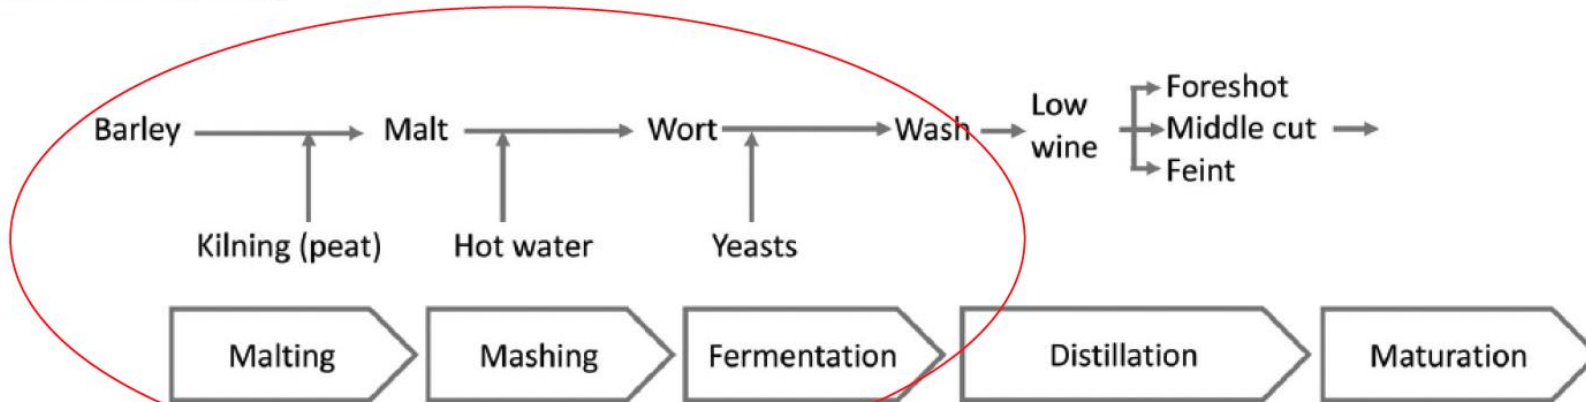 Foreshot
Low
Barley Malt Wort Wash Middle cut
wine
Feint
Kilning (peat) Hot water Yeasts
Malting Mashing Fermentation Distillation Maturation